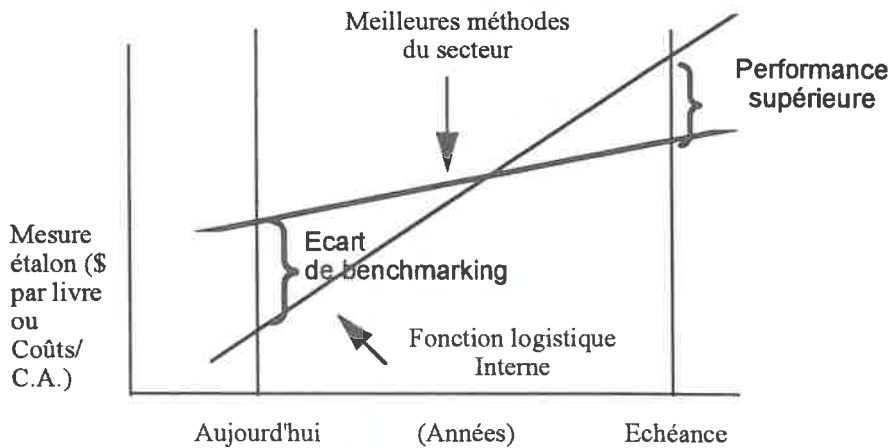 Meilleures méthodes
du secteur
Performance
supérieure
Mesure
étalon ($
par livre
ou
Coûts/
C.A.)
Ecart
de benchmarking
Fonction logistique
Interne
Aujourd'hui
(Années)
Echéance